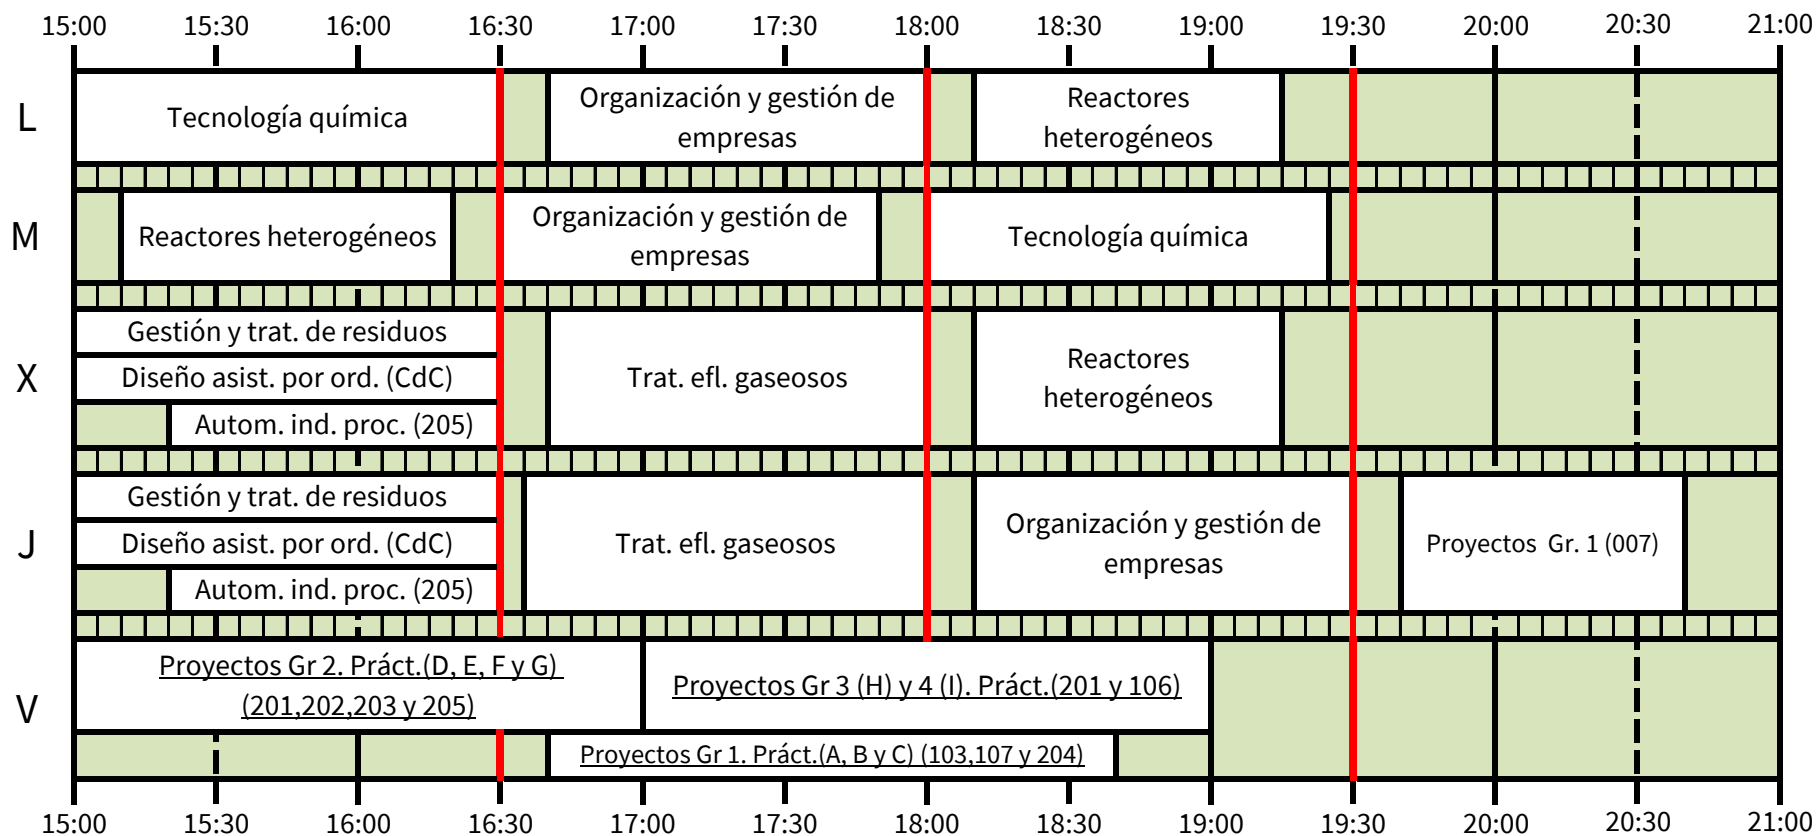 15:00 15:30 16:00 16:30 17:00 17:30 18:00 18:30 19:00 19:30 20:00 20:30 21:00
L
Tecnología química
Organización y gestión de
empresas
Reactores
heterogéneos
M
Reactores heterogéneos
Organización y gestión de
empresas
Tecnología química
X
Gestión y trat. de residuos
Diseño asist. por ord. (CdC)
Autom. ind. proc. (205)
Trat. efl. gaseosos
Reactores
heterogéneos
J
Gestión y trat. de residuos
Diseño asist. por ord. (CdC)
Autom. ind. proc. (205)
Trat. efl. gaseosos
Organización y gestión de
empresas
Proyectos Gr. 1 (007)
V
Proyectos Gr 2. Práct.(D, E, F y G)
(201,202,203 y 205)
Proyectos Gr 3 (H) y 4 (I). Práct.(201 y 106)
Proyectos Gr 1. Práct.(A, B y C) (103,107 y 204)
15:00 15:30 16:00 16:30 17:00 17:30 18:00 18:30 19:00 19:30 20:00 20:30 21:00